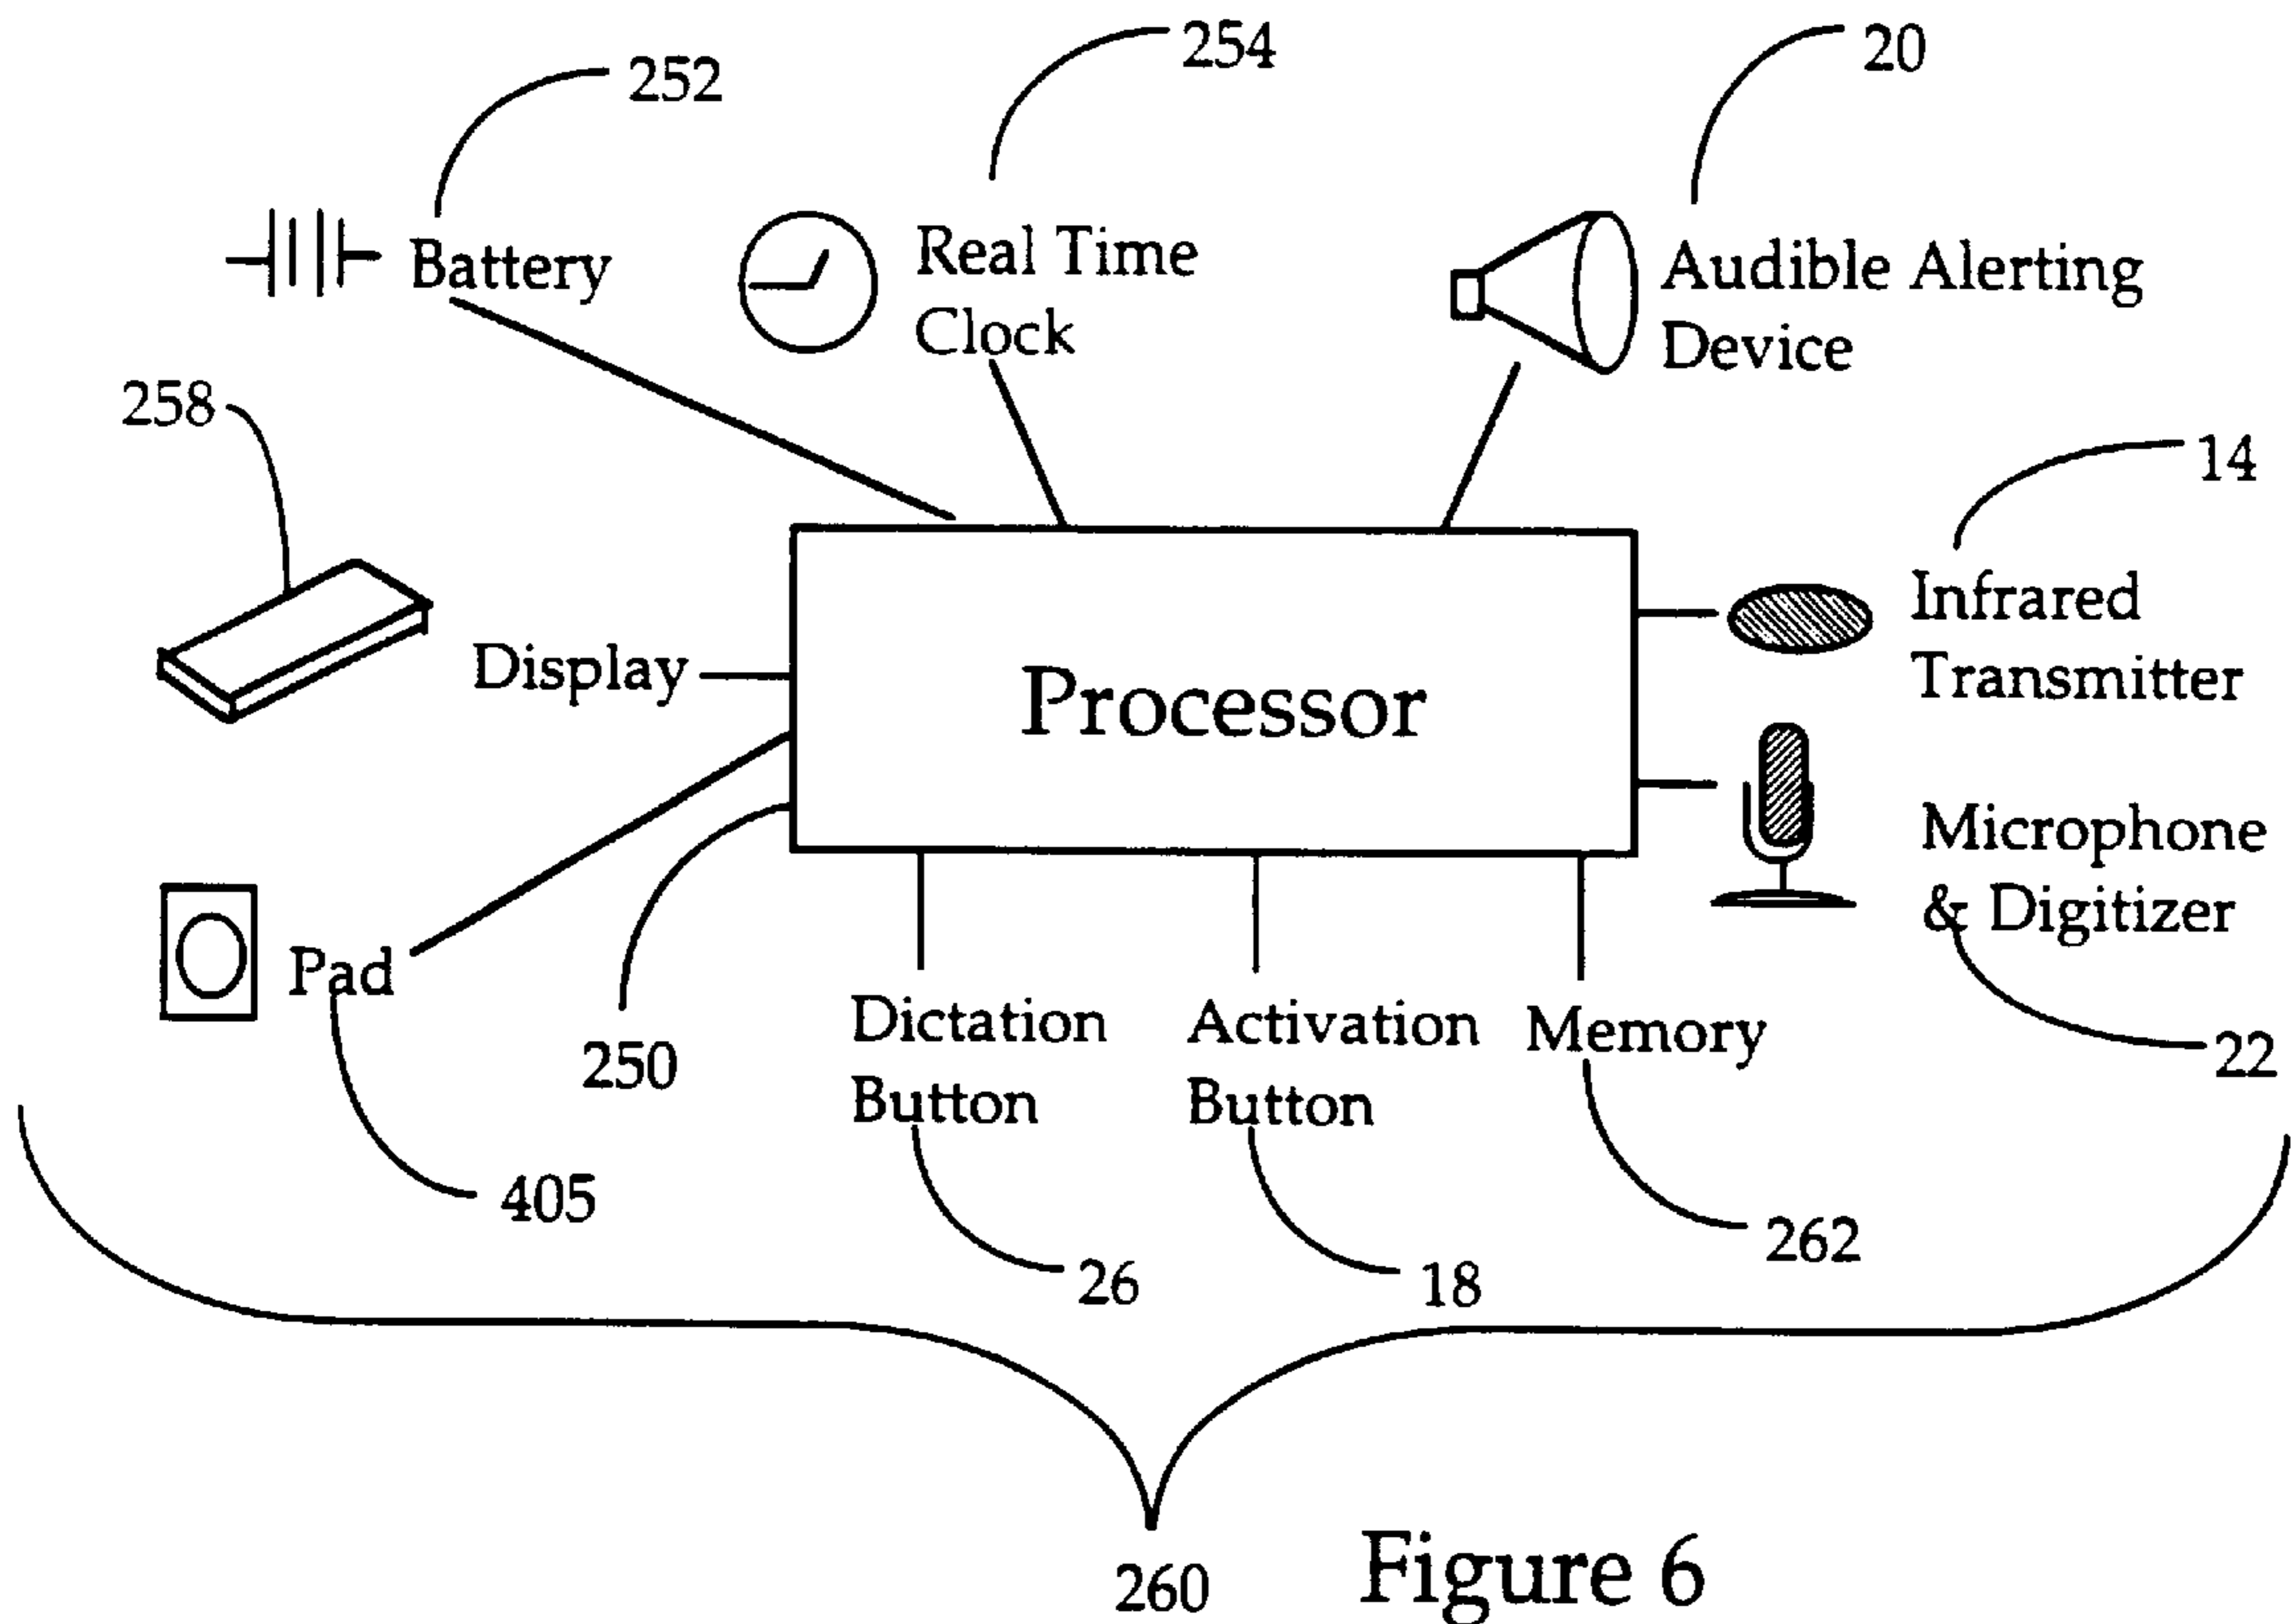 252
254
20
Battery
Real Time
Clock
Audible Alerting
Device
258
14
Infrared
Transmitter
Display
Processor
Microphone
& Digitizer
Pad
Dictation
Button
Activation
Button
Memory
250
22
405
26
18
262
260
Figure 6